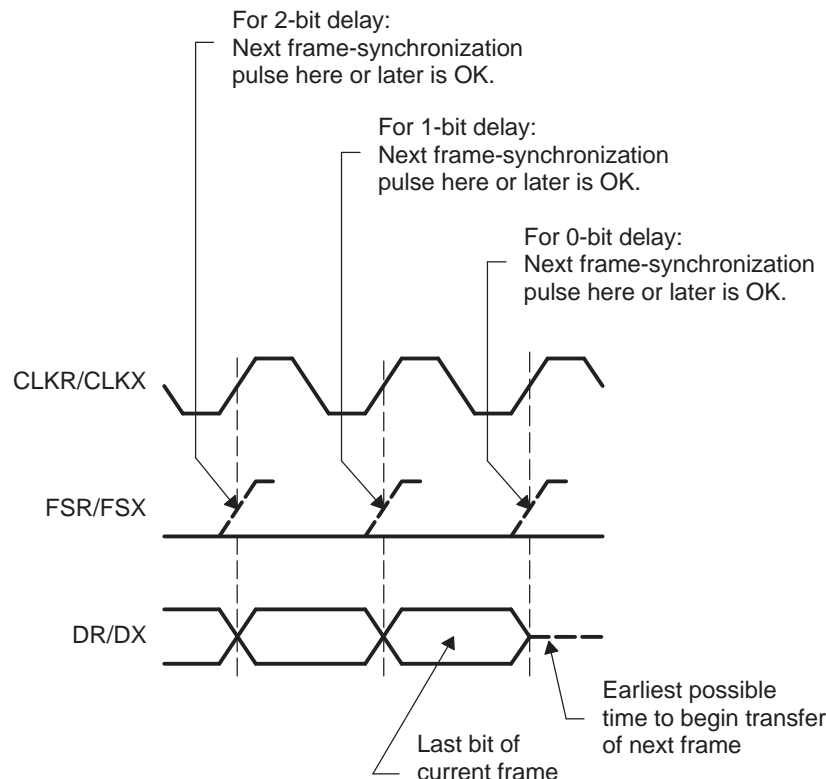 For 2-bit delay:
Next frame-synchronization
pulse here or later is OK.
For 1-bit delay:
Next frame-synchronization
pulse here or later is OK.
For 0-bit delay:
Next frame-synchronization
pulse here or later is OK.
CLKR/CLKX
FSR/FSX
DR/DX
Earliest possible
time to begin transfer
of next frame
Last bit of
current frame